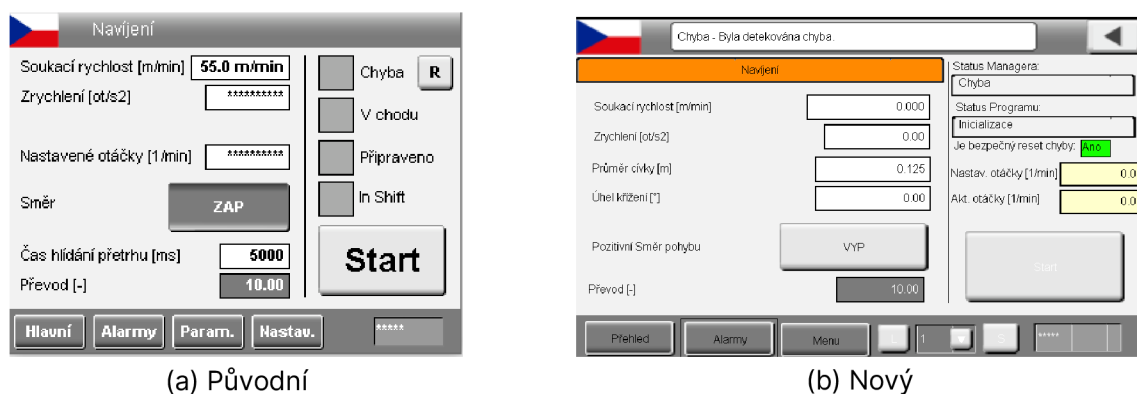 Navíjení
Soukací rychlost [m/min] 55.0 m/min
Zrychlení [ot/s2] **********
Nastavené otáčky [1/min] **********
Směr ZAP
Čas hlídání přetrhu [ms] 5000
Převod [-] 10.00
Chyba R
V chodu
Připraveno
In Shift
Start
Hlavní Alarmy Param. Nastav. *****
(a) Původní
Chyba - Byla detekována chyba.
Navíjení
Soukací rychlost [m/min] 0.000
Zrychlení [ot/s2] 0.00
Průměr cívky [m] 0.125
Úhel křížení [°] 0.00
Pozitivní Směr pohybu VYP
Převod [-] 10.00
Status Managera:
Chyba
Status Programu:
Inicializace
Je bezpečný reset chyby: Ano
Nastav. otáčky [1/min] 0.0
Akt. otáčky [1/min] 0.0
Start
Přehled Alarmy Menu L 1 S *****
(b) Nový